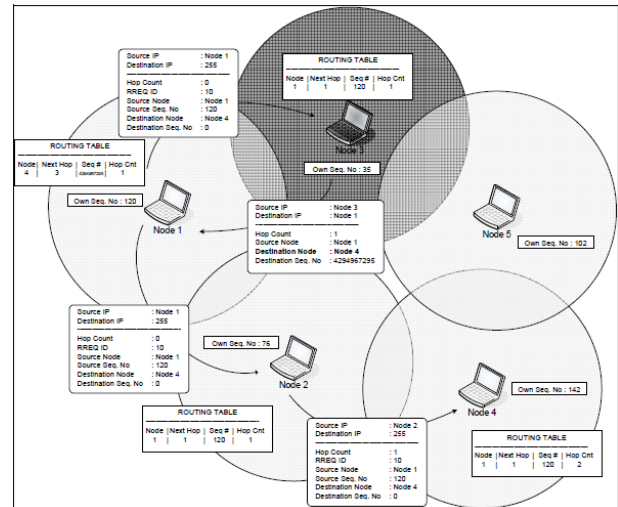 Source IP : Node 1
Destination IP : 255
Hop Count : 0
RREQ ID : 10
Source Node : Node 1
Source Seq. No : 120
Destination Node : Node 4
Destination Seq. No : 0
ROUTING TABLE
Node | Next Hop | Seq # | Hop Cnt
1 | 1 | 120 | 1
Node 3
Own Seq. No : 35
ROUTING TABLE
Node | Next Hop | Seq # | Hop Cnt
4 | 3 | 4294967295 | 1
Own Seq. No : 120
Node 1
Source IP : Node 3
Destination IP : Node 1
Hop Count : 1
Source Node : Node 1
Destination Node : Node 4
Destination Seq. No : 4294967295
Node 5
Own Seq. No : 102
Source IP : Node 1
Destination IP : 255
Hop Count : 0
RREQ ID : 10
Source Node : Node 1
Source Seq. No : 120
Destination Node : Node 4
Destination Seq. No : 0
Own Seq. No : 76
Node 2
ROUTING TABLE
Node | Next Hop | Seq # | Hop Cnt
1 | 1 | 120 | 1
Own Seq. No : 142
Node 4
Source IP : Node 2
Destination IP : 255
Hop Count : 1
RREQ ID : 10
Source Node : Node 1
Source Seq. No : 120
Destination Node : Node 4
Destination Seq. No : 0
ROUTING TABLE
Node | Next Hop | Seq # | Hop Cnt
1 | 1 | 120 | 2